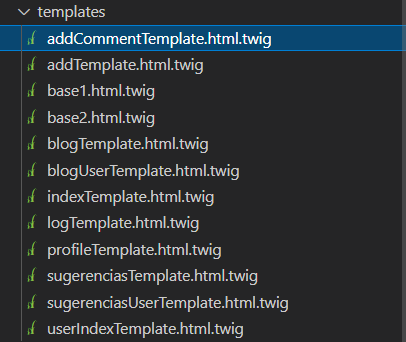 templates
addCommentTemplate.html.twig
addTemplate.html.twig
base1.html.twig
base2.html.twig
blogTemplate.html.twig
blogUserTemplate.html.twig
indexTemplate.html.twig
logTemplate.html.twig
profileTemplate.html.twig
sugerenciasTemplate.html.twig
sugerenciasUserTemplate.html.twig
userIndexTemplate.html.twig